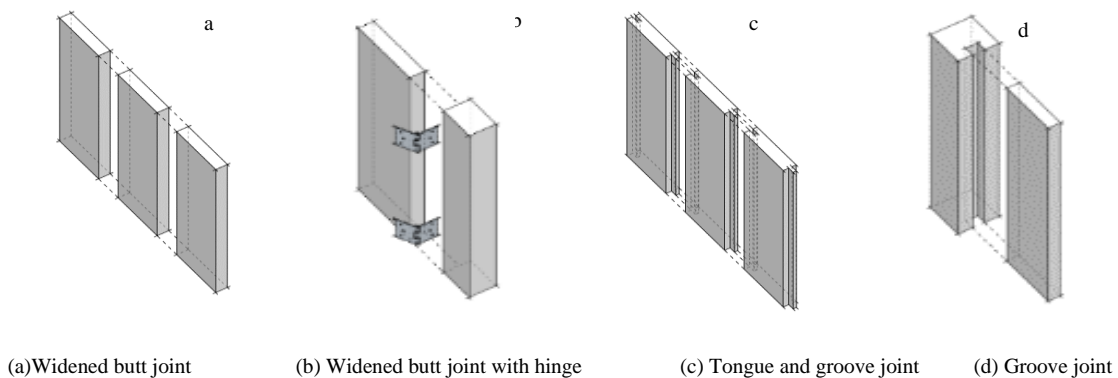 a
c
d
(a)Widened butt joint
(b) Widened butt joint with hinge
(c) Tongue and groove joint
(d) Groove joint